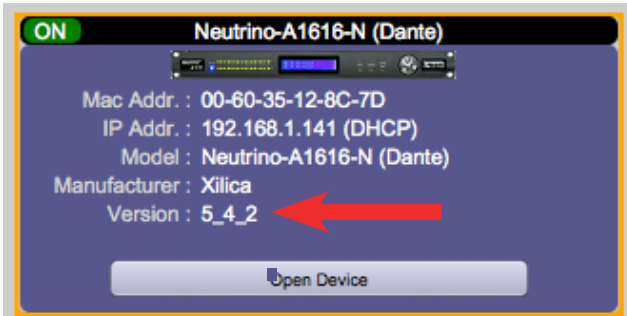 ON Neutrino-A1616-N (Dante)
Mac Addr. : 00-60-35-12-8C-7D
IP Addr. : 192.168.1.141 (DHCP)
Model : Neutrino-A1616-N (Dante)
Manufacturer : Xilica
Version : 5_4_2
Open Device